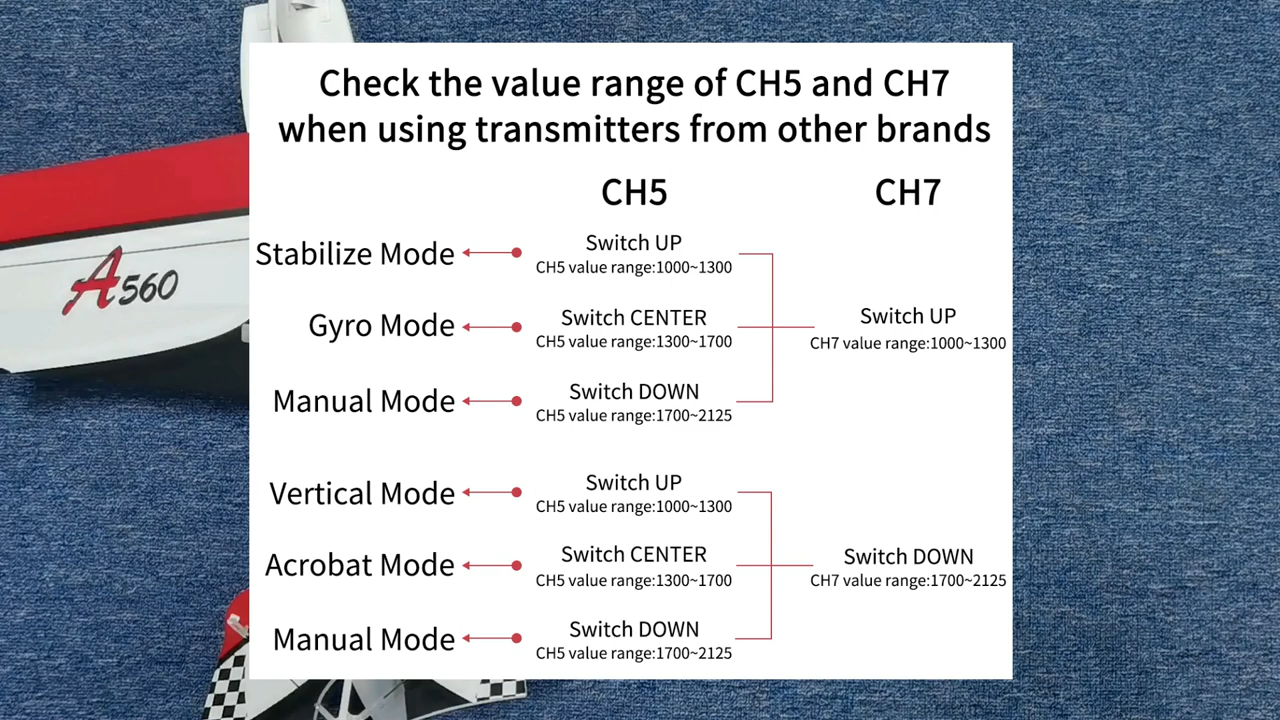 Check the value range of CH5 and CH7
when using transmitters from other brands
CH5 CH7
Stabilize Mode
Switch UP
CH5 value range:1000~1300
Gyro Mode
Switch CENTER
CH5 value range:1300~1700
Switch UP
CH7 value range:1000~1300
Manual Mode
Switch DOWN
CH5 value range:1700~2125
Vertical Mode
Switch UP
CH5 value range:1000~1300
Acrobat Mode
Switch CENTER
CH5 value range:1300~1700
Switch DOWN
CH7 value range:1700~2125
Manual Mode
Switch DOWN
CH5 value range:1700~2125
A560